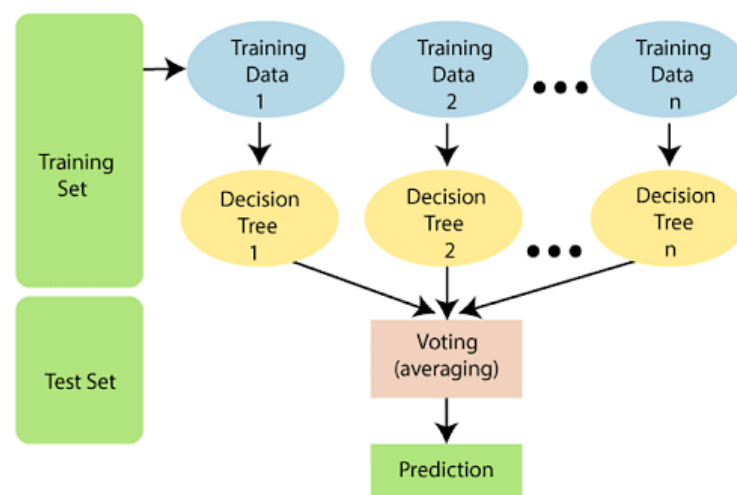 Training
Set
Training
Data
1
Training
Data
2
Training
Data
n
Decision
Tree
1
Decision
Tree
2
Decision
Tree
n
Test Set
Voting
(averaging)
Prediction